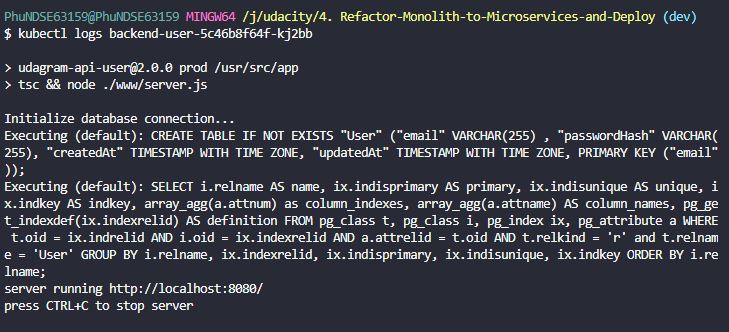 PhuNDSE63159@PhuNDSE63159 MINGW64 /j/udacity/4. Refactor-Monolith-to-Microservices-and-Deploy (dev)
$ kubectl logs backend-user-5c46b8f64f-kj2bb

> udagram-api-user@2.0.0 prod /usr/src/app
> tsc && node ./www/server.js

Initialize database connection...
Executing (default): CREATE TABLE IF NOT EXISTS "User" ("email" VARCHAR(255) , "passwordHash" VARCHAR(
255), "createdAt" TIMESTAMP WITH TIME ZONE, "updatedAt" TIMESTAMP WITH TIME ZONE, PRIMARY KEY ("email"
));
Executing (default): SELECT i.relname AS name, ix.indisprimary AS primary, ix.indisunique AS unique, i
x.indkey AS indkey, array_agg(a.attnum) as column_indexes, array_agg(a.attname) AS column_names, pg_ge
t_indexdef(ix.indexrelid) AS definition FROM pg_class t, pg_class i, pg_index ix, pg_attribute a WHERE
 t.oid = ix.indrelid AND i.oid = ix.indexrelid AND a.attrelid = t.oid AND t.relkind = 'r' and t.relnam
e = 'User' GROUP BY i.relname, ix.indexrelid, ix.indisprimary, ix.indisunique, ix.indkey ORDER BY i.re
lname;
server running http://localhost:8080/
press CTRL+C to stop server